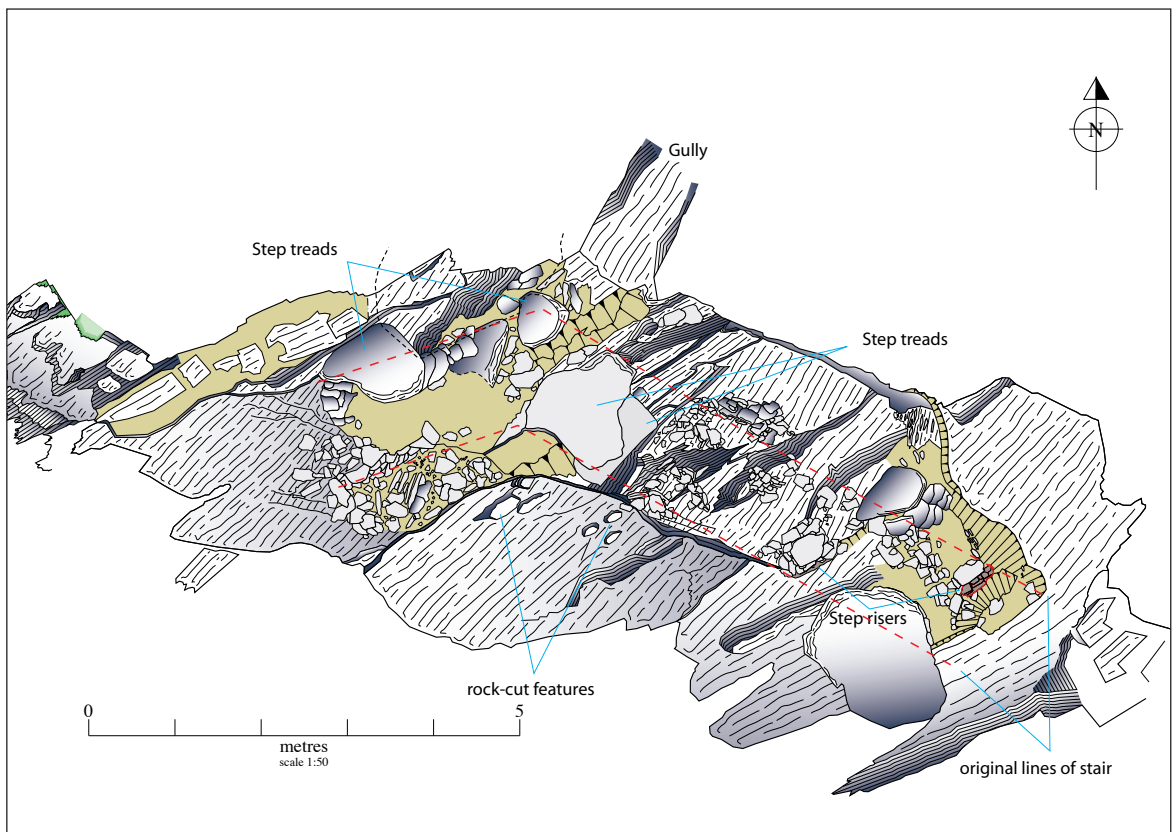 Gully
N
Step treads
Step treads
Step risers
rock-cut features
0
5
metres
scale 1:50
original lines of stair